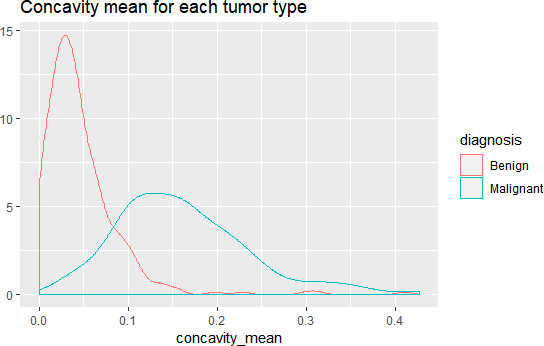 Concavity mean for each tumor type
15
10
5
0
0.0 0.1 0.2 0.3 0.4
concavity_mean
diagnosis
Benign
Malignant